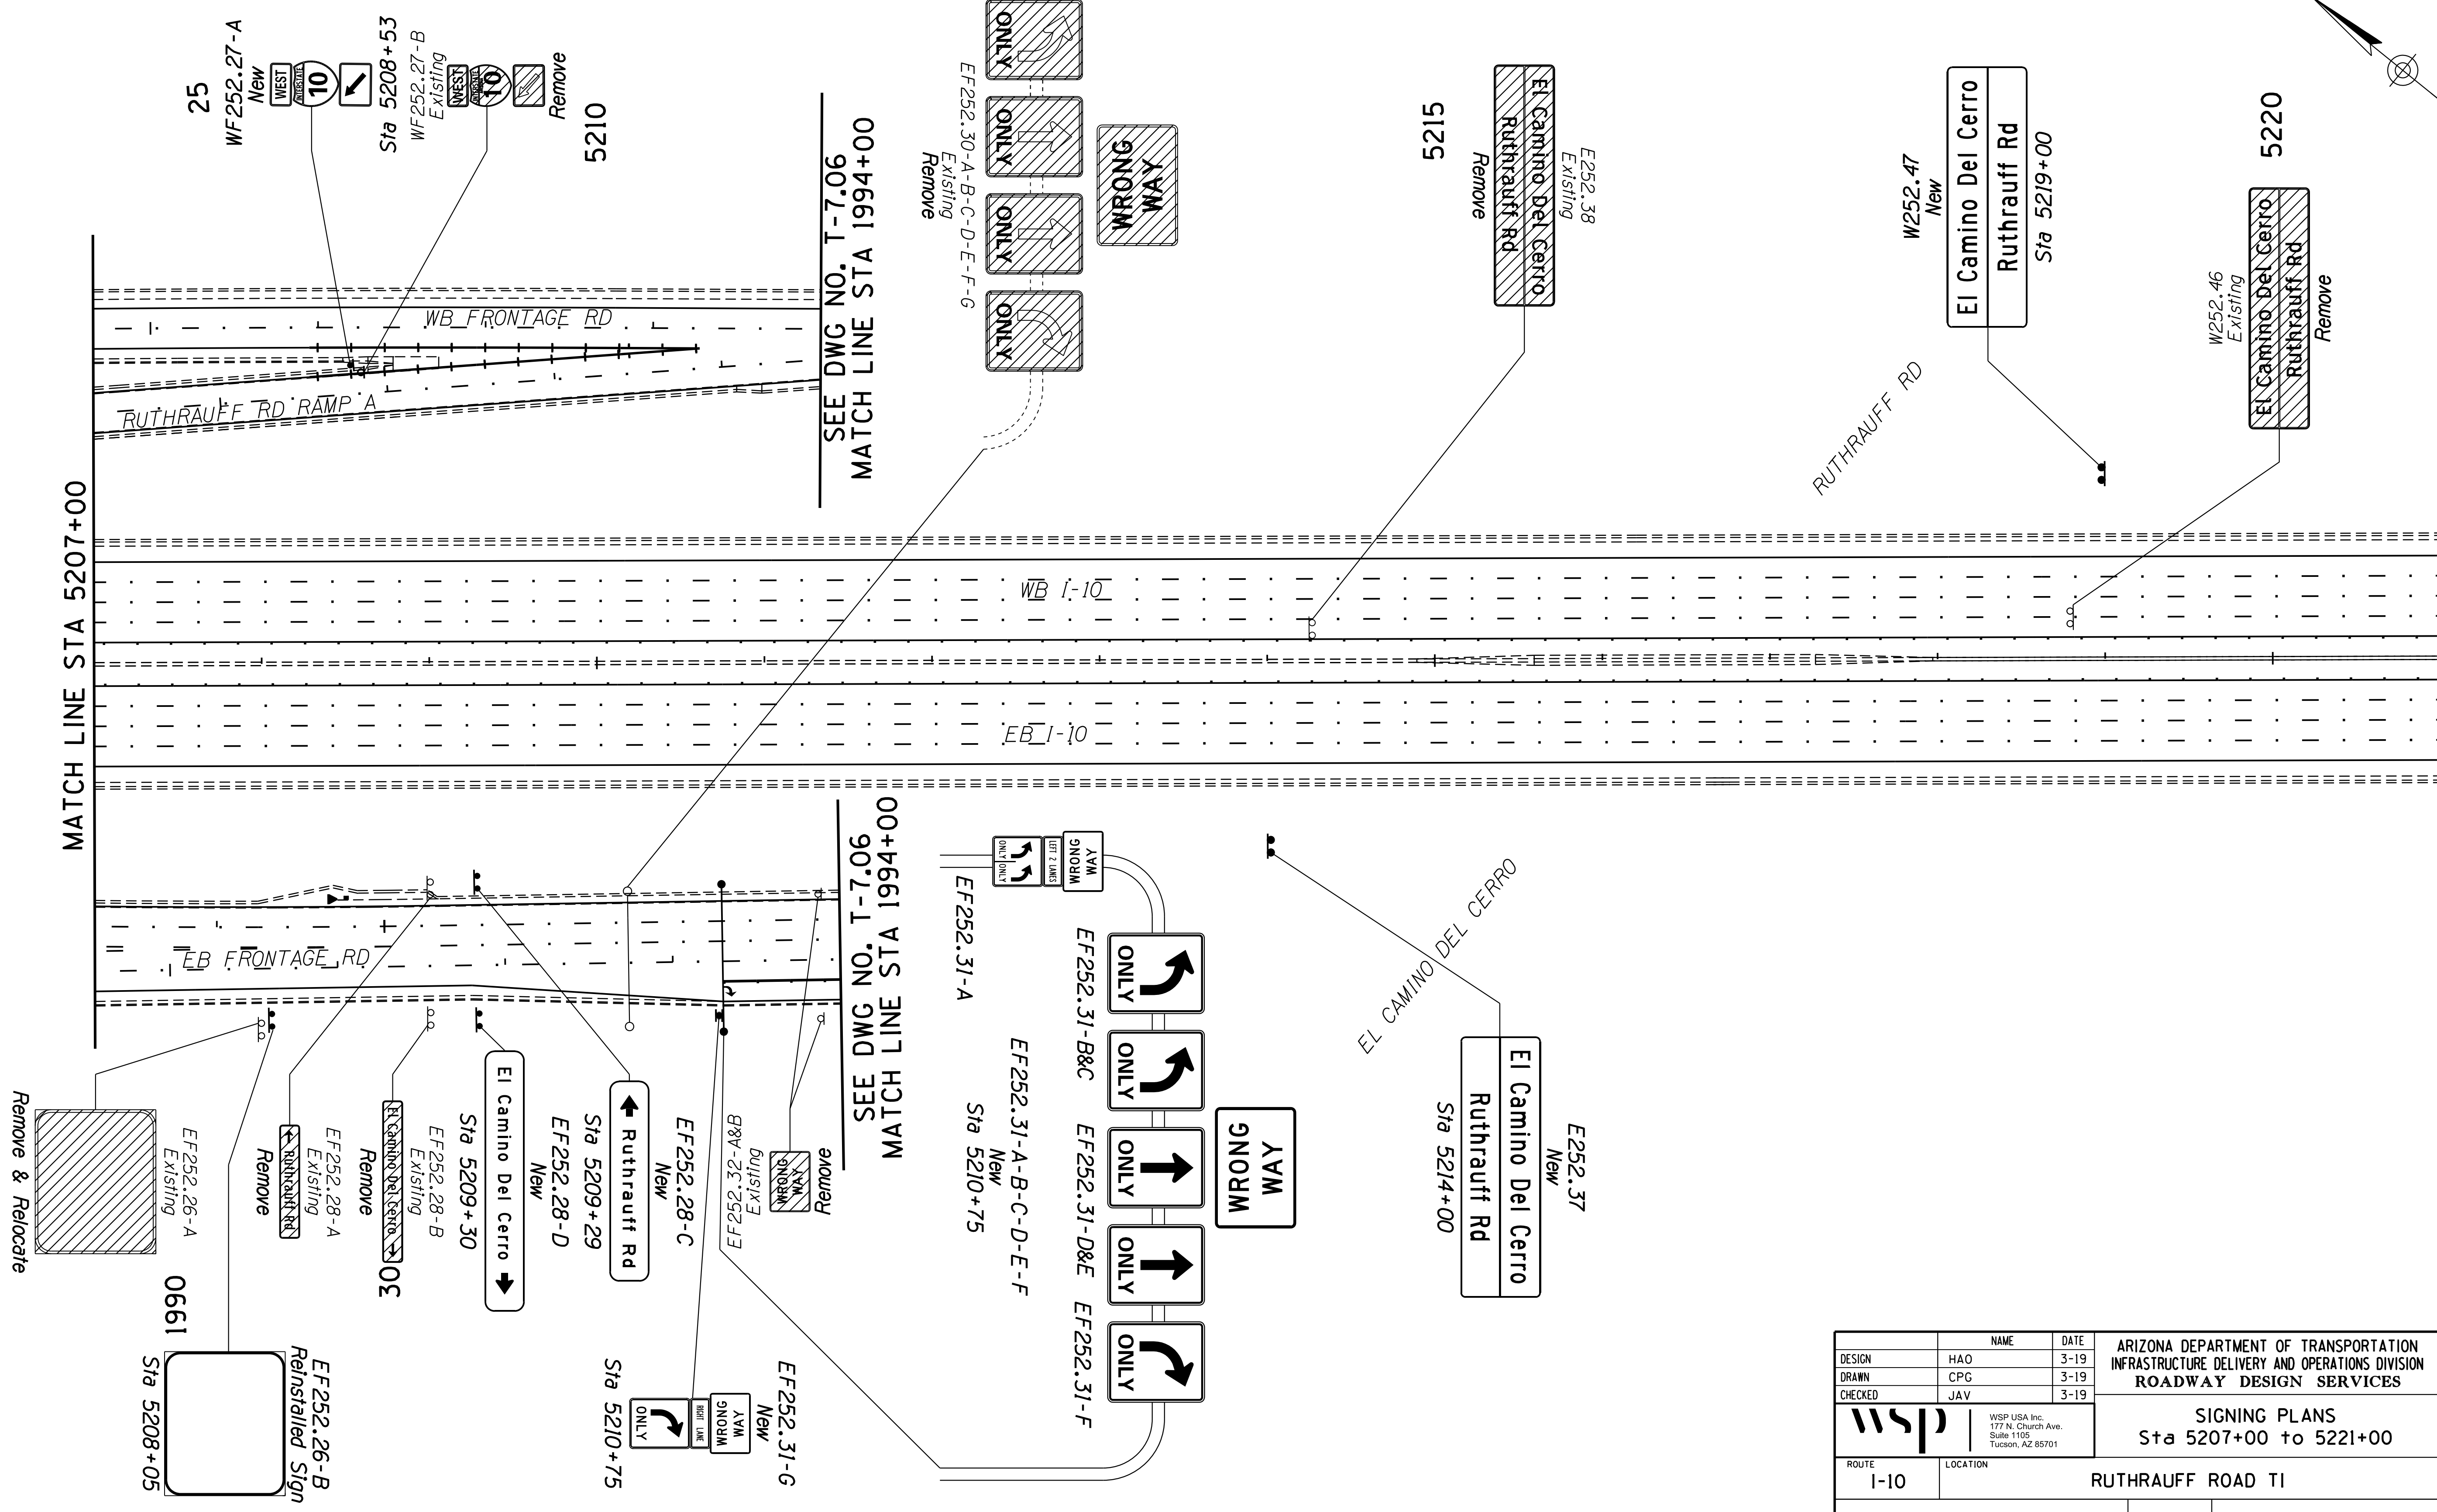 25
WF252.27-A
New
WEST
INTERSTATE
10
Sta 5208+53
WF252.27-B
Existing
WEST
INTERSTATE
10
Remove
5210
WB FRONTAGE RD
RUTHRAUFF RD RAMP A
SEE DWG NO. T-7.06
MATCH LINE STA 1994+00
ONLY
ONLY
ONLY
ONLY
WRONG
WAY
EF252.30-A-B-C-D-E-F-G
Existing
Remove
5215
El Camino Del Cerro
Ruthrauff Rd
E252.38
Existing
Remove
W252.47
New
El Camino Del Cerro
Ruthrauff Rd
Sta 5219+00
RUTHRAUFF RD
5220
W252.46
Existing
El Camino Del Cerro
Ruthrauff Rd
Remove
MATCH LINE STA 5207+00
WB I-10
EB I-10
EB FRONTAGE RD
SEE DWG NO. T-7.06
MATCH LINE STA 1994+00
ONLY ONLY
LEFT 2 LANES
WRONG
WAY
EF252.31-A
ONLY
ONLY
ONLY
ONLY
ONLY
EF252.31-B&C
EF252.31-D&E
EF252.31-F
WRONG
WAY
EF252.31-A-B-C-D-E-F
New
Sta 5210+75
EL CAMINO DEL CERRO
E252.37
New
El Camino Del Cerro
Ruthrauff Rd
Sta 5214+00
EF252.26-A
Existing
Remove & Relocate
1990
EF252.26-B
Reinstalled Sign
Sta 5208+05
Ruthrauff Rd
EF252.28-A
Existing
Remove
300
El Camino Del Cerro
EF252.28-B
Existing
Remove
El Camino Del Cerro
EF252.28-D
New
Sta 5209+30
Ruthrauff Rd
EF252.28-C
New
Sta 5209+29
WRONG
WAY
EF252.32-A&B
Existing
Remove
ONLY
RIGHT LANE
WRONG
WAY
EF252.31-G
New
Sta 5210+75
NAME DATE
DESIGN HAO 3-19
DRAWN CPG 3-19
CHECKED JAV 3-19
ARIZONA DEPARTMENT OF TRANSPORTATION
INFRASTRUCTURE DELIVERY AND OPERATIONS DIVISION
ROADWAY DESIGN SERVICES
wsp
WSP USA Inc.
177 N. Church Ave.
Suite 1105
Tucson, AZ 85701
SIGNING PLANS
Sta 5207+00 to 5221+00
ROUTE
I-10
LOCATION
RUTHRAUFF ROAD TI